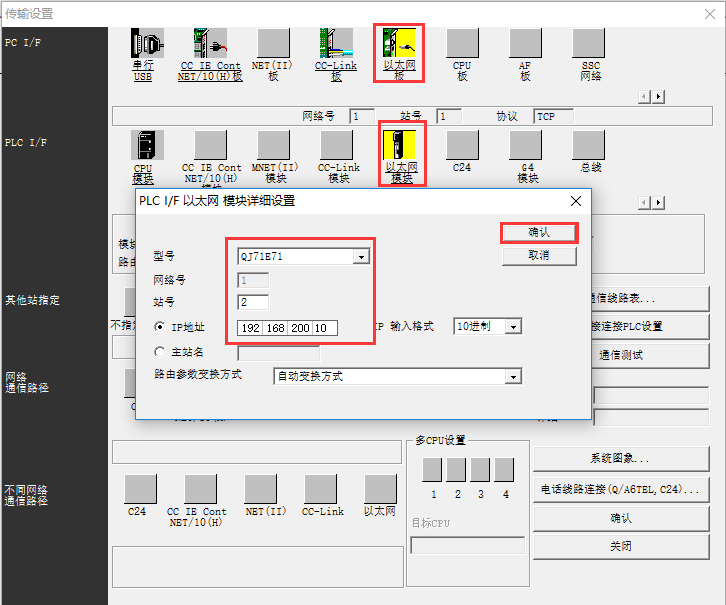 传输设置
PC I/F
串行
USB
CC IE Cont
NET/10(H)板
NET(II)
板
CC-Link
板
以太网
板
CPU
板
AF
板
SSC
网络
网络号 1 站号 1 协议 TCP
PLC I/F
CPU
模块
CC IE Cont
NET/10(H)
模块
MNET(II)
模块
CC-Link
模块
以太网
模块
C24
G4
模块
总线
PLC I/F 以太网 模块详细设置
型号 QJ71E71
网络号 1
站号 2
IP地址 192 168 200 10
IP 输入格式 10进制
主站名
路由参数变换方式 自动变换方式
确认
取消
模块
路由
其他站指定
不指定
通信线路表...
接连接PLC设置
通信测试
网络
通信路径
不同网络
通信路径
C24
CC IE Cont
NET/10(H)
NET(II)
CC-Link
以太网
多CPU设置
1 2 3 4
目标CPU
系统图象...
电话线路连接(Q/A6TEL,C24)...
确认
关闭